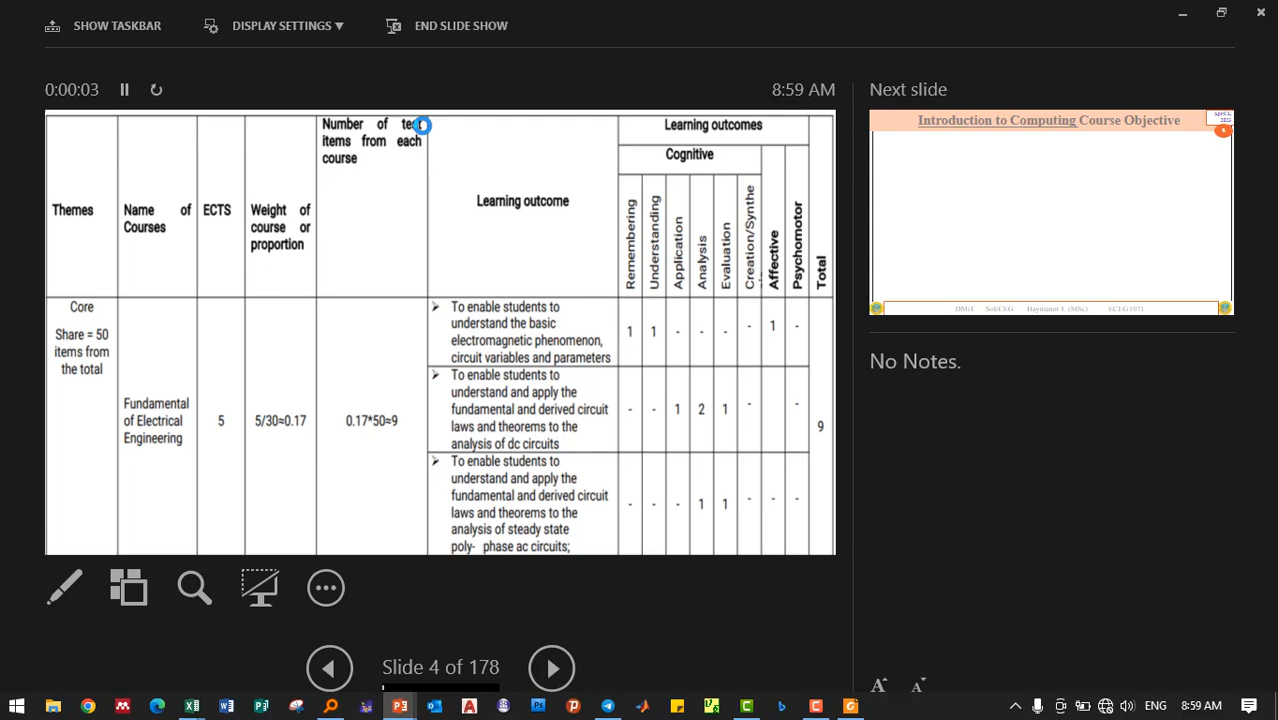 SHOW TASKBAR
DISPLAY SETTINGS ▼
END SLIDE SHOW
0:00:03
8:59 AM
Next slide
Themes
Name of
Courses
ECTS
Weight of
course or
proportion
Number of test
items from each
course
Learning outcome
Learning outcomes
Cognitive
Remembering
Understanding
Application
Analysis
Evaluation
Creation/Synthe
Affective
Psychomotor
Total
Core
Share = 50
items from
the total
Fundamental
of Electrical
Engineering
5
5/30≈0.17
0.17*50≈9
➢ To enable students to
understand the basic
electromagnetic phenomenon,
circuit variables and parameters
1 1 - - - - 1 -
➢ To enable students to
understand and apply the
fundamental and derived circuit
laws and theorems to the
analysis of dc circuits
- - 1 2 1 - -
9
➢ To enable students to
understand and apply the
fundamental and derived circuit
laws and theorems to the
analysis of steady state
poly- phase ac circuits;
- - - 1 1 - - -
Introduction to Computing Course Objective
DMiT SoECEG Haymanot T. (MSc) ECEG 1071
No Notes.
Slide 4 of 178
A A
ENG 8:59 AM